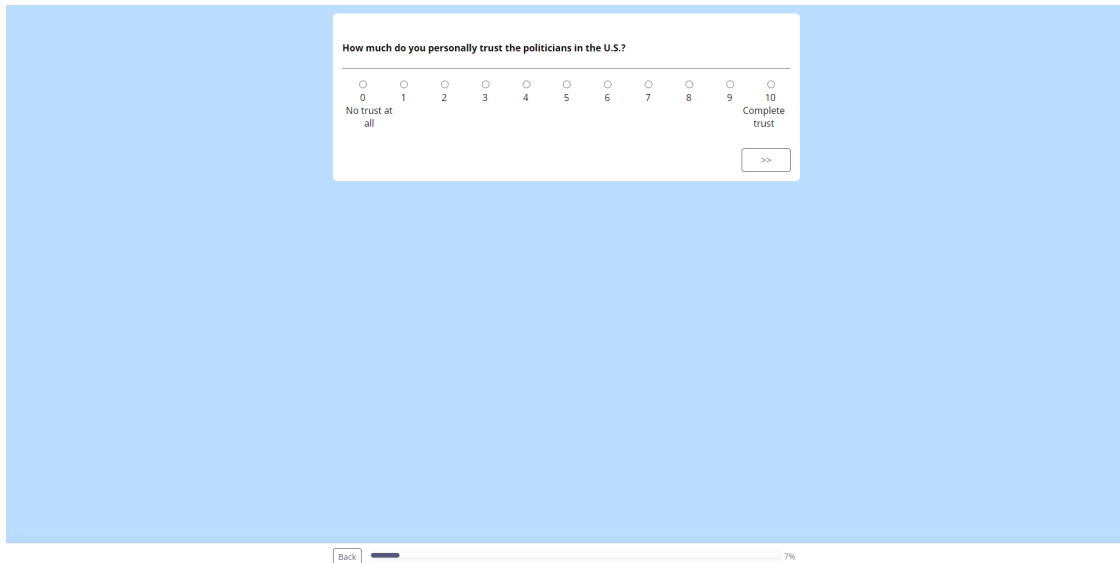 How much do you personally trust the politicians in the U.S.?
0 1 2 3 4 5 6 7 8 9 10
No trust at all
Complete trust
>>
Back
7%